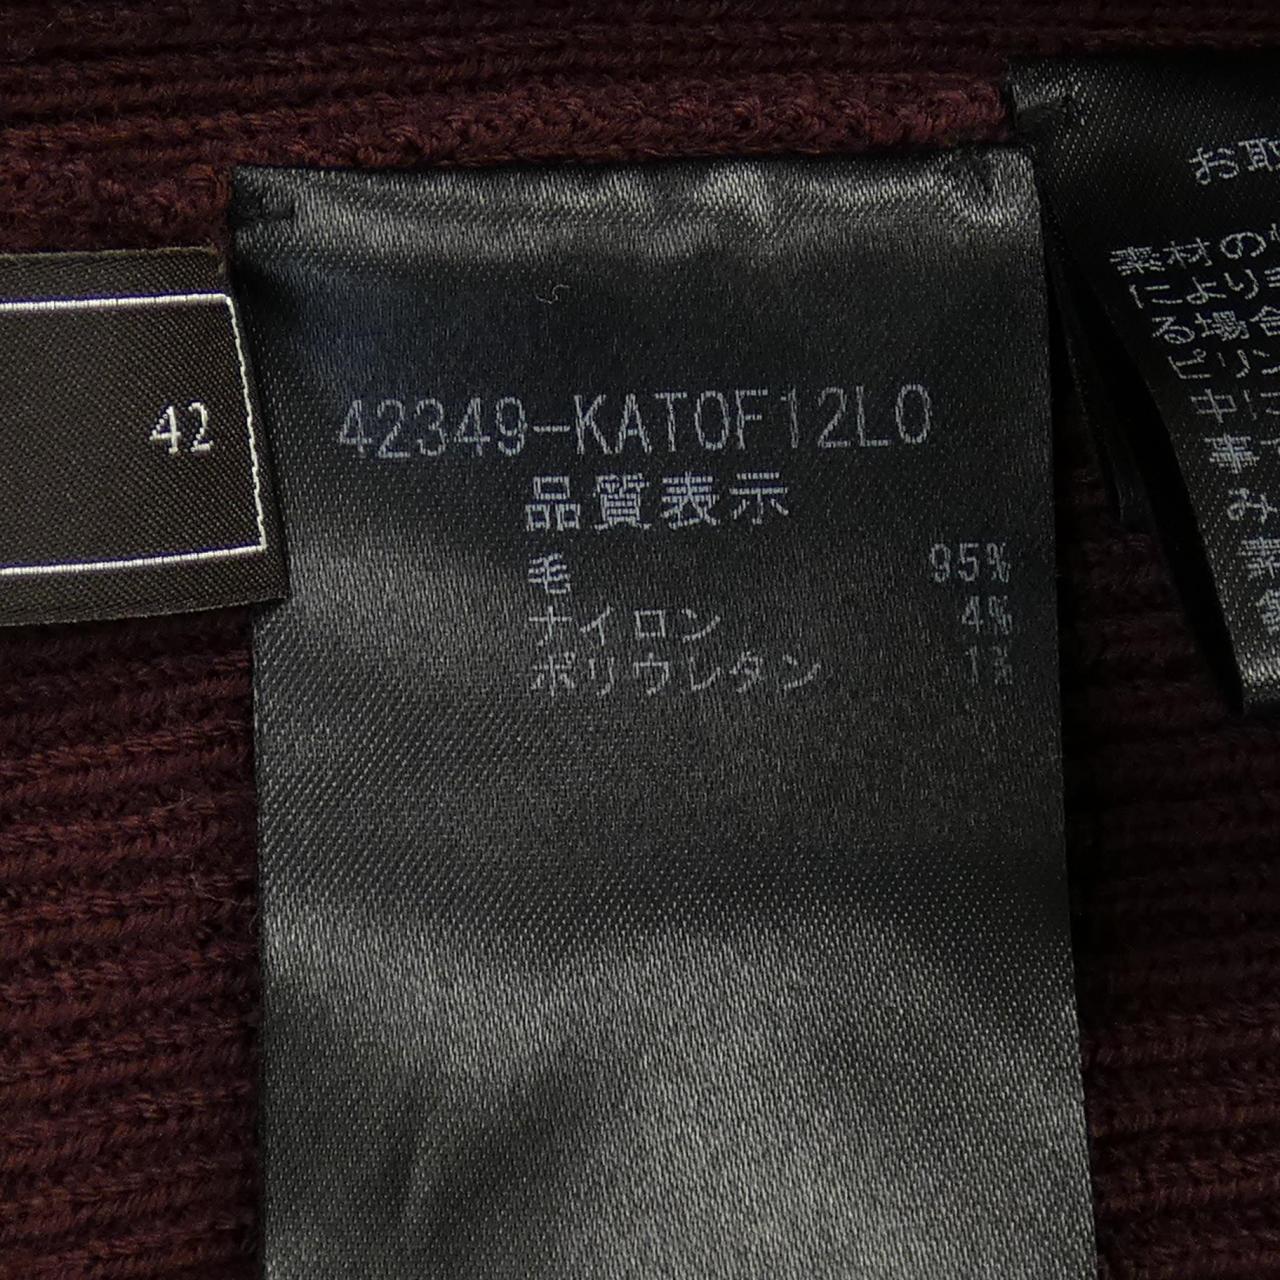 42
42349-KATOF12LO
品質表示
毛 95%
ナイロン 4%
ポリウレタン 1%
お取
素材の
により
る場合
ピリン
中
事
み
素